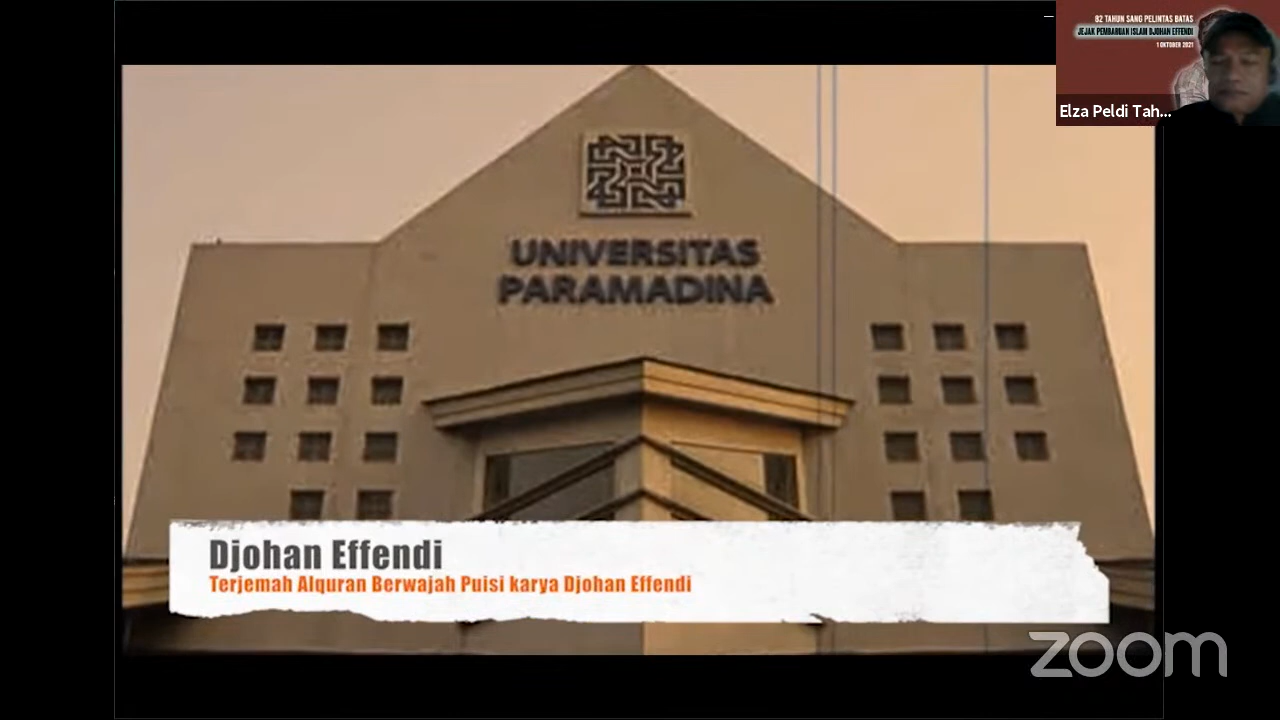 82 TAHUN SANG PELINTAS BATAS
JEJAK PEMBARUAN ISLAM DJOHAN EFFENDI
1 OKTOBER 2021
Elza Peldi Tah...
UNIVERSITAS
PARAMADINA
Djohan Effendi
Terjemah Alquran Berwajah Puisi karya Djohan Effendi
zoom